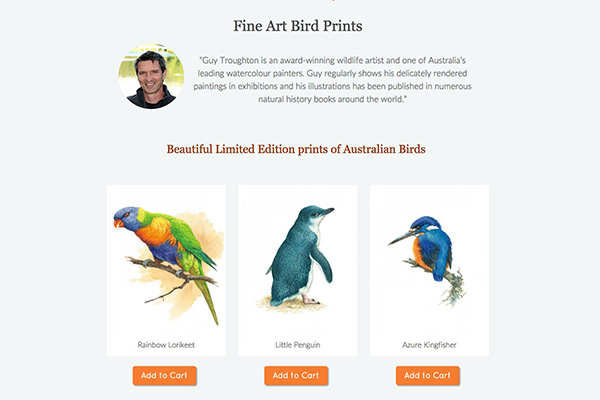 Fine Art Bird Prints
"Guy Troughton is an award-winning wildlife artist and one of Australia's
leading watercolour painters. Guy regularly shows his delicately rendered
paintings in exhibitions and his illustrations has been published in numerous
natural history books around the world."
Beautiful Limited Edition prints of Australian Birds
Rainbow Lorikeet
Little Penguin
Azure Kingfisher
Add to Cart
Add to Cart
Add to Cart